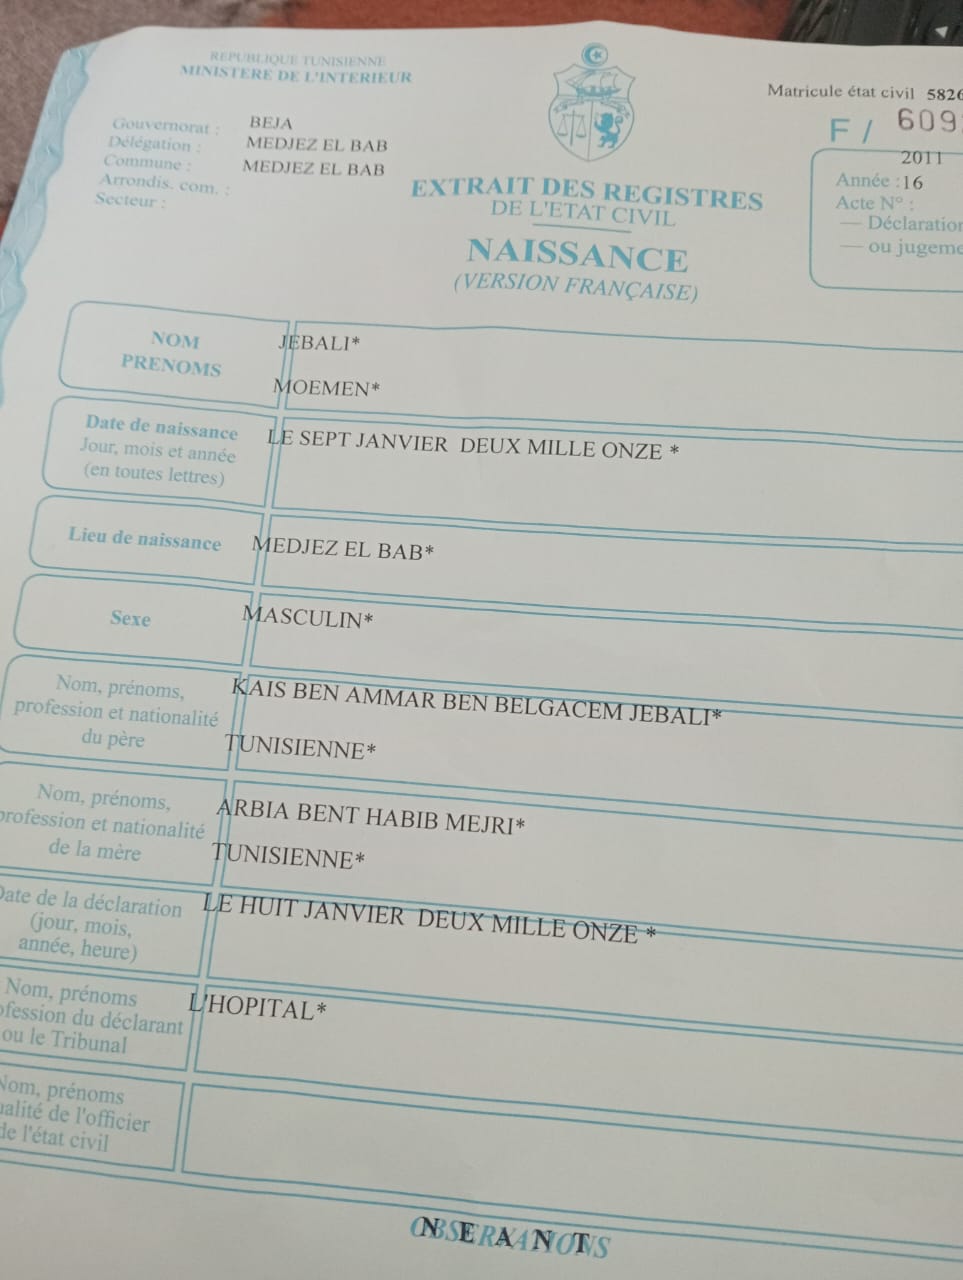 REPUBLIQUE TUNISIENNE
MINISTERE DE L'INTERIEUR
Gouvernorat : BEJA
Délégation : MEDJEZ EL BAB
Commune : MEDJEZ EL BAB
Arrondis. com. :
Secteur :
Matricule état civil 5826
F / 609
2011
Année : 16
Acte N° :
— Déclaration
— ou jugeme
EXTRAIT DES REGISTRES
DE L'ETAT CIVIL
NAISSANCE
(VERSION FRANÇAISE)
NOM
PRENOMS
JEBALI*
MOEMEN*
Date de naissance
Jour, mois et année
(en toutes lettres)
LE SEPT JANVIER DEUX MILLE ONZE *
Lieu de naissance
MEDJEZ EL BAB*
Sexe
MASCULIN*
Nom, prénoms,
profession et nationalité
du père
KAIS BEN AMMAR BEN BELGACEM JEBALI*
TUNISIENNE*
Nom, prénoms,
profession et nationalité
de la mère
ARBIA BENT HABIB MEJRI*
TUNISIENNE*
Date de la déclaration
(jour, mois,
année, heure)
LE HUIT JANVIER DEUX MILLE ONZE *
Nom, prénoms
ofession du déclarant
ou le Tribunal
L'HOPITAL*
Nom, prénoms
alité de l'officier
de l'état civil
OBSERVATIONS
N E A N T